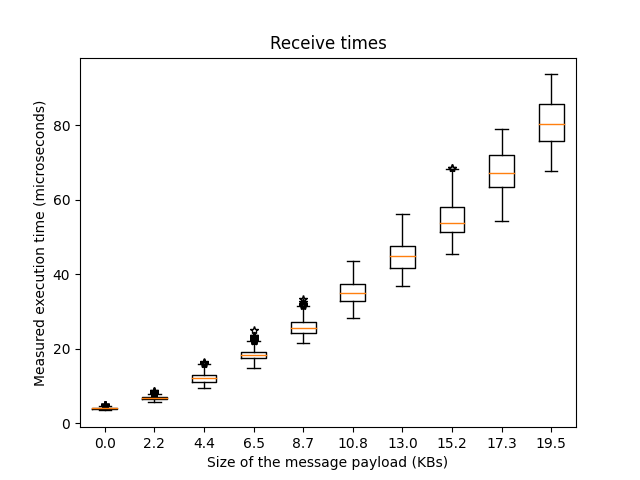 Receive times
Measured execution time (microseconds)
80
60
40
20
0
0.0 2.2 4.4 6.5 8.7 10.8 13.0 15.2 17.3 19.5
Size of the message payload (KBs)